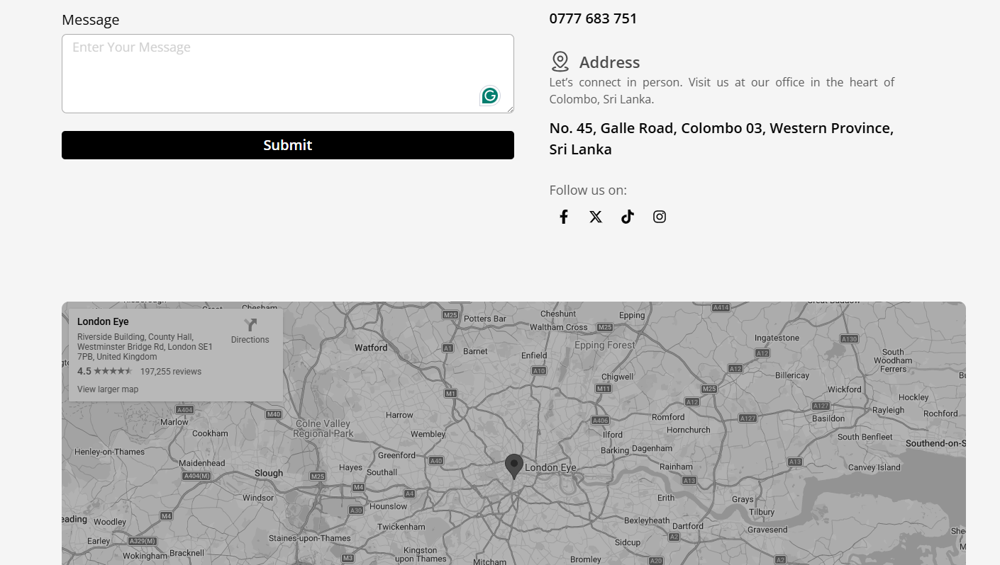 Message
Enter Your Message
Submit
0777 683 751
Address
Let's connect in person. Visit us at our office in the heart of
Colombo, Sri Lanka.
No. 45, Galle Road, Colombo 03, Western Province,
Sri Lanka
Follow us on:
London Eye
Riverside Building, County Hall,
Westminster Bridge Rd, London SE1
7PB, United Kingdom
4.5 197,255 reviews
View larger map
Directions
Chesham
M25
Potters Bar
Cheshunt
Waltham Cross
M25
Epping
A414
Epping Forest
Ingatestone
A130
Watford
A1
Barnet
Enfield
A12
South
Woodham
Ferrers
A10
Chigwell
A12
Billericay
M1
M11
M25
Wickford
Hockley
A404
M40
Harrow
A12
A127
Rayleigh
Rochford
Marlow
Colne Valley
Regional Park
A406
Romford
A127
Basildon
Cookham
Wembley
Ilford
Hornchurch
South Benfleet
Henley-on-Thames
Greenford
A40
Barking
Dagenham
Southend-on-S
Maidenhead
Hayes
London Eye
Rainham
A13
Canvey Island
A404(M)
Slough
M25
Southall
A13
M4
A4
Windsor
Erith
Grays
A30
Hounslow
Tilbury
M4
eading
Woodley
Twickenham
Bexleyheath
Dartford
Gravesend
Earley
A329(M)
Staines-upon-Thames
Sidcup
A2
Wokingham
Bracknell
M3
Kingston
upon Thames
Mitcham
Bromley
A20
A2